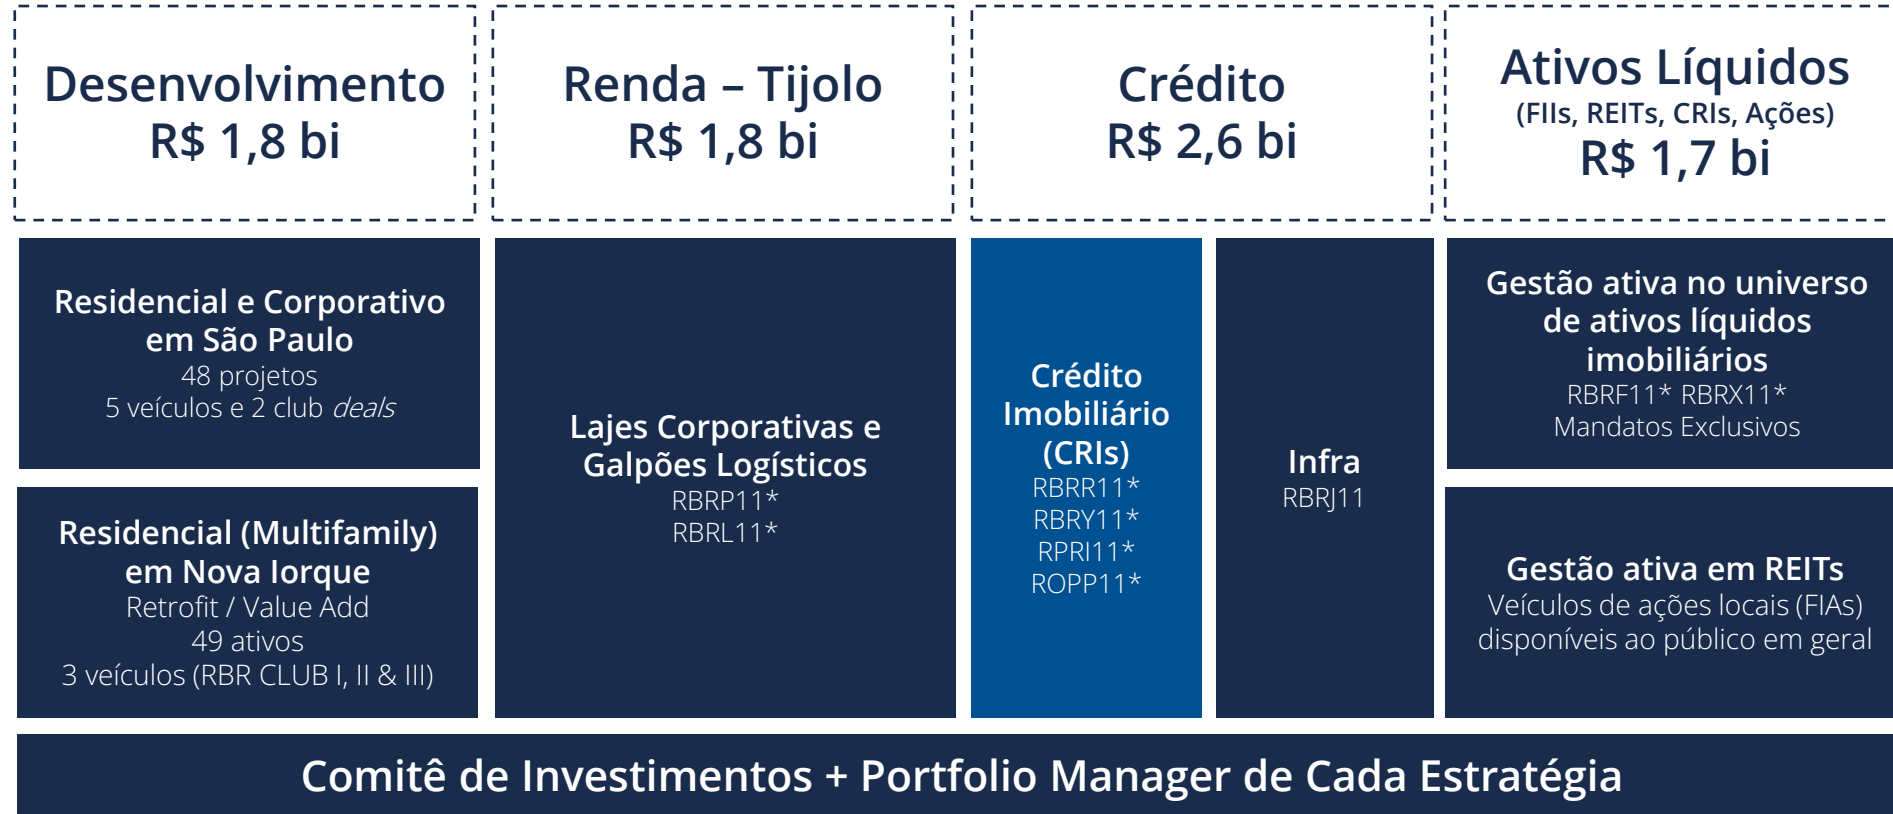 Desenvolvimento
R$ 1,8 bi
Renda – Tijolo
R$ 1,8 bi
Crédito
R$ 2,6 bi
Ativos Líquidos
(FIIs, REITs, CRIs, Ações)
R$ 1,7 bi
Residencial e Corporativo
em São Paulo
48 projetos
5 veículos e 2 club deals
Residencial (Multifamily)
em Nova Iorque
Retrofit / Value Add
49 ativos
3 veículos (RBR CLUB I, II & III)
Lajes Corporativas e
Galpões Logísticos
RBRP11*
RBRL11*
Crédito
Imobiliário
(CRIs)
RBRR11*
RBRY11*
RPRI11*
ROPP11*
Infra
RBRJ11
Gestão ativa no universo
de ativos líquidos
imobiliários
RBRF11* RBRX11*
Mandatos Exclusivos
Gestão ativa em REITs
Veículos de ações locais (FIAs)
disponíveis ao público em geral
Comitê de Investimentos + Portfolio Manager de Cada Estratégia